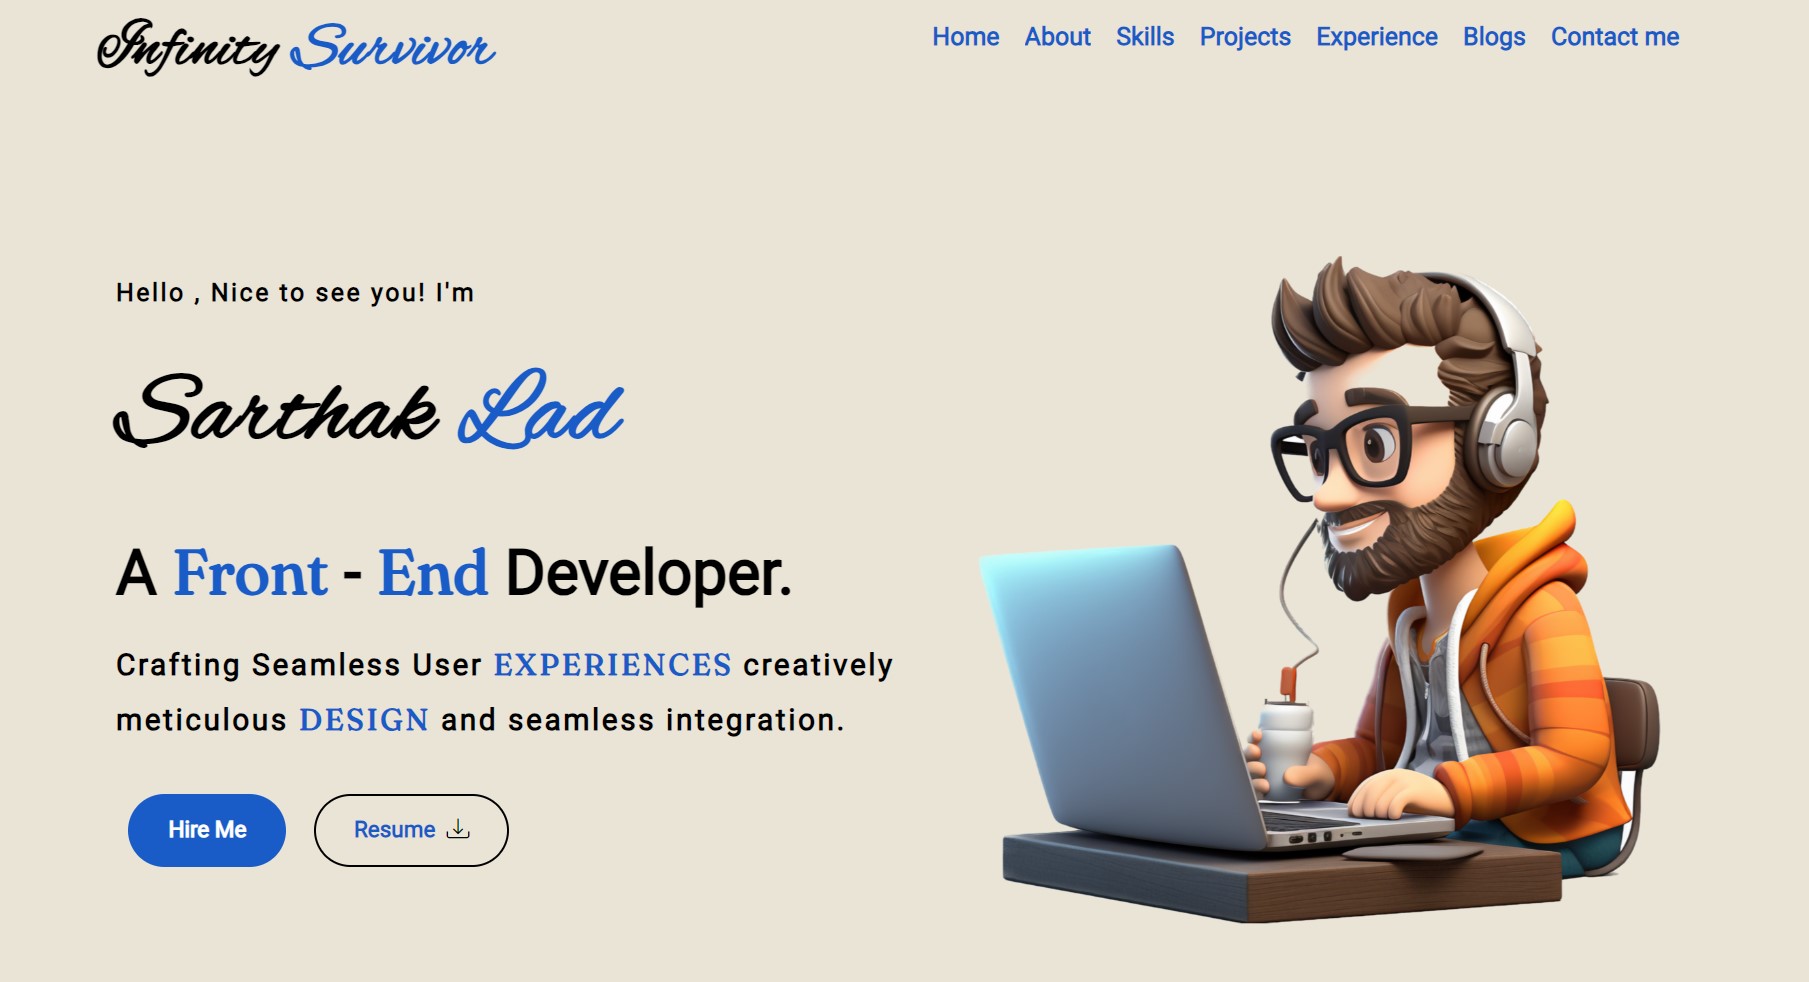 Infinity Survivor
Home About Skills Projects Experience Blogs Contact me
Hello , Nice to see you! I'm
Sarthak Lad
A Front - End Developer.
Crafting Seamless User EXPERIENCES creatively
meticulous DESIGN and seamless integration.
Hire Me
Resume